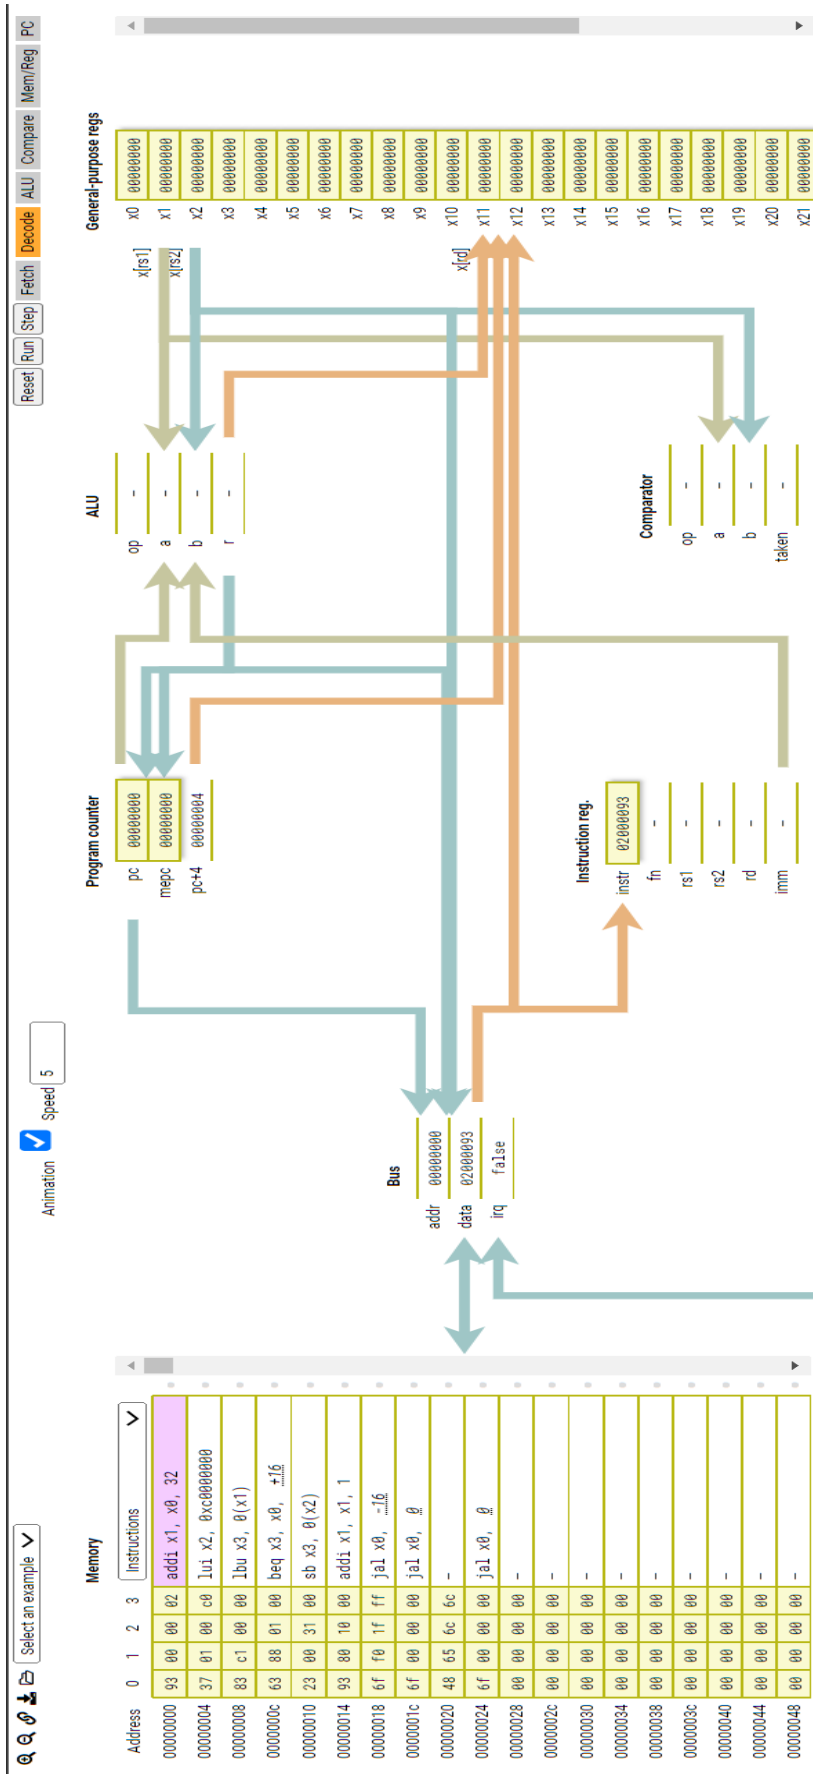 Select an example
Animation
Speed 5
Reset Run Step Fetch Decode ALU Compare Mem/Reg PC
Memory
Address 0 1 2 3 Instructions
00000000 93 00 00 02 addi x1, x0, 32
00000004 37 01 00 c0 lui x2, 0xc0000000
00000008 83 c1 00 00 lbu x3, 0(x1)
0000000c 63 88 01 00 beq x3, x0, +16
00000010 23 00 31 00 sb x3, 0(x2)
00000014 93 80 10 00 addi x1, x1, 1
00000018 6f f0 1f ff jal x0, -16
0000001c 6f 00 00 00 jal x0, 0
00000020 48 65 6c 6c –
00000024 6f 00 00 00 jal x0, 0
00000028 00 00 00 00 –
0000002c 00 00 00 00 –
00000030 00 00 00 00 –
00000034 00 00 00 00 –
00000038 00 00 00 00 –
0000003c 00 00 00 00 –
00000040 00 00 00 00 –
00000044 00 00 00 00 –
00000048 00 00 00 00 –
Bus
addr 00000000
data 02000093
irq false
Program counter
pc 00000000
mepc 00000000
pc+4 00000004
Instruction reg.
instr 02000093
fn –
rs1 –
rs2 –
rd –
imm –
ALU
op –
a –
b –
r –
Comparator
op –
a –
b –
taken –
General-purpose regs
x[rs1]
x[rs2]
x[rd]
x0 00000000
x1 00000000
x2 00000000
x3 00000000
x4 00000000
x5 00000000
x6 00000000
x7 00000000
x8 00000000
x9 00000000
x10 00000000
x11 00000000
x12 00000000
x13 00000000
x14 00000000
x15 00000000
x16 00000000
x17 00000000
x18 00000000
x19 00000000
x20 00000000
x21 00000000